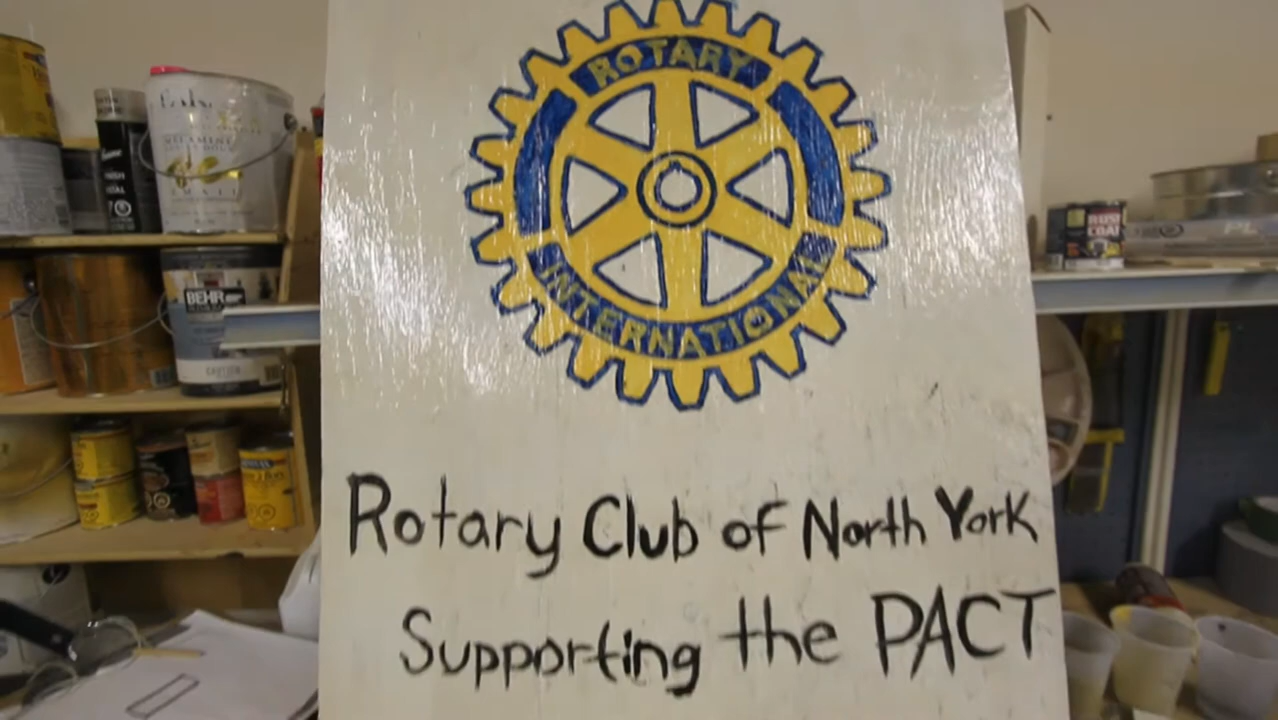 ROTARY
INTERNATIONAL
Rotary Club of North York
Supporting the PACT
BEHR